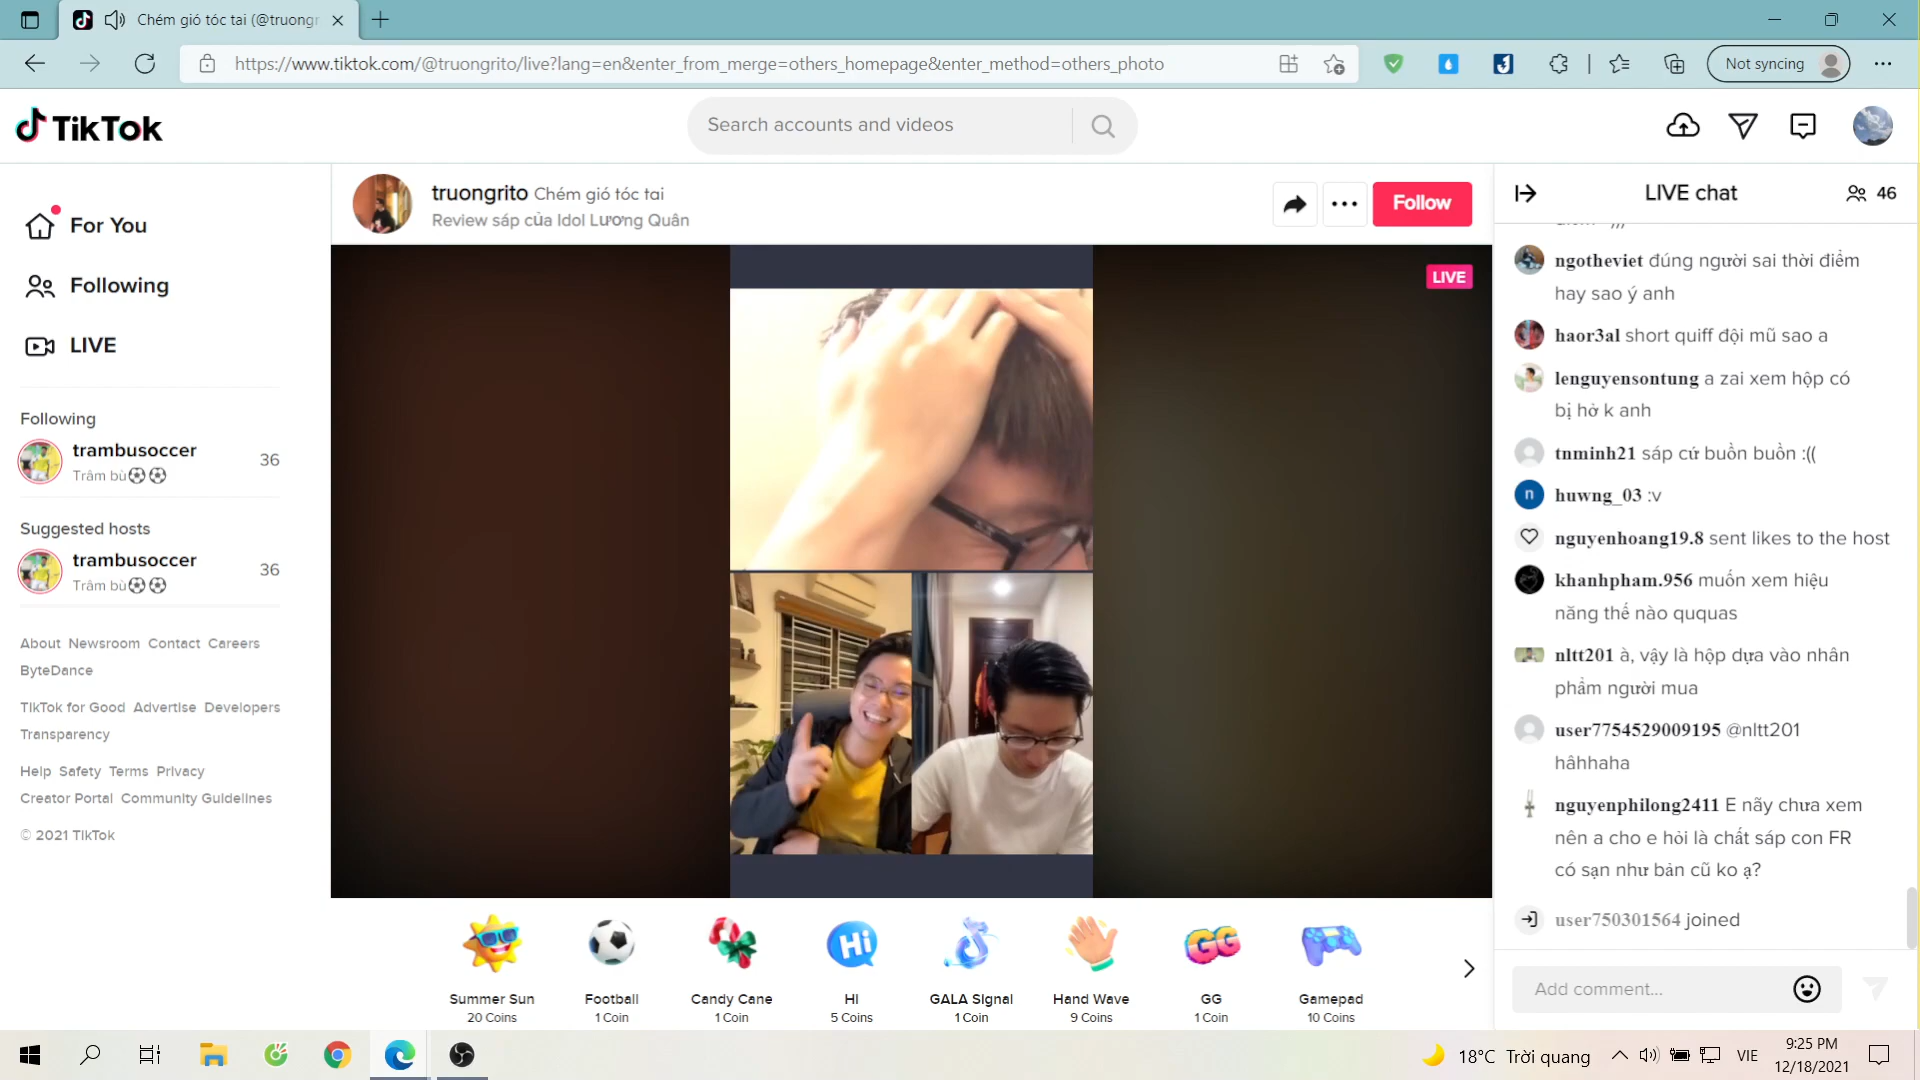 Chém gió tóc tai (@truongr
https://www.tiktok.com/@truongrito/live?lang=en&enter_from_merge=others_homepage&enter_method=others_photo
Not syncing
TikTok
Search accounts and videos
For You
Following
LIVE
Following
trambusoccer
Trâm bù⚽⚽
36
Suggested hosts
trambusoccer
Trâm bù⚽⚽
36
About Newsroom Contact Careers
ByteDance
TikTok for Good Advertise Developers
Transparency
Help Safety Terms Privacy
Creator Portal Community Guidelines
© 2021 TikTok
truongrito Chém gió tóc tai
Review sáp của Idol Lương Quân
Follow
LIVE
Summer Sun
20 Coins
Football
1 Coin
Candy Cane
1 Coin
Hi
Hi
5 Coins
GALA Signal
1 Coin
Hand Wave
9 Coins
GG
GG
1 Coin
Gamepad
10 Coins
LIVE chat
46
ngotheviet đúng người sai thời điểm
hay sao ý anh
haor3al short quiff đội mũ sao a
lenguyensontung a zai xem hộp có
bị hở k anh
tnminh21 sáp cứ buồn buồn :((
n
huwng_03 :v
nguyenhoang19.8 sent likes to the host
khanhpham.956 muốn xem hiệu
năng thế nào ququas
nltt201 à, vậy là hộp dựa vào nhân
phẩm người mua
user7754529009195 @nltt201
hâhhaha
nguyenphilong2411 E nãy chưa xem
nên a cho e hỏi là chất sáp con FR
có sạn như bản cũ ko ạ?
user750301564 joined
Add comment...
18°C Trời quang
VIE
9:25 PM
12/18/2021